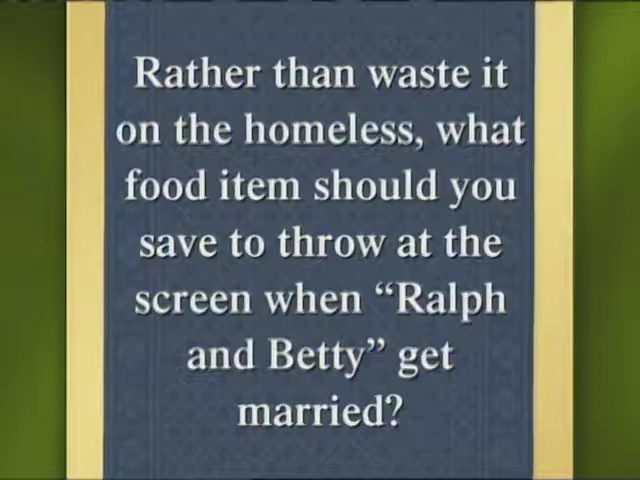 Rather than waste it
on the homeless, what
food item should you
save to throw at the
screen when “Ralph
and Betty” get
married?